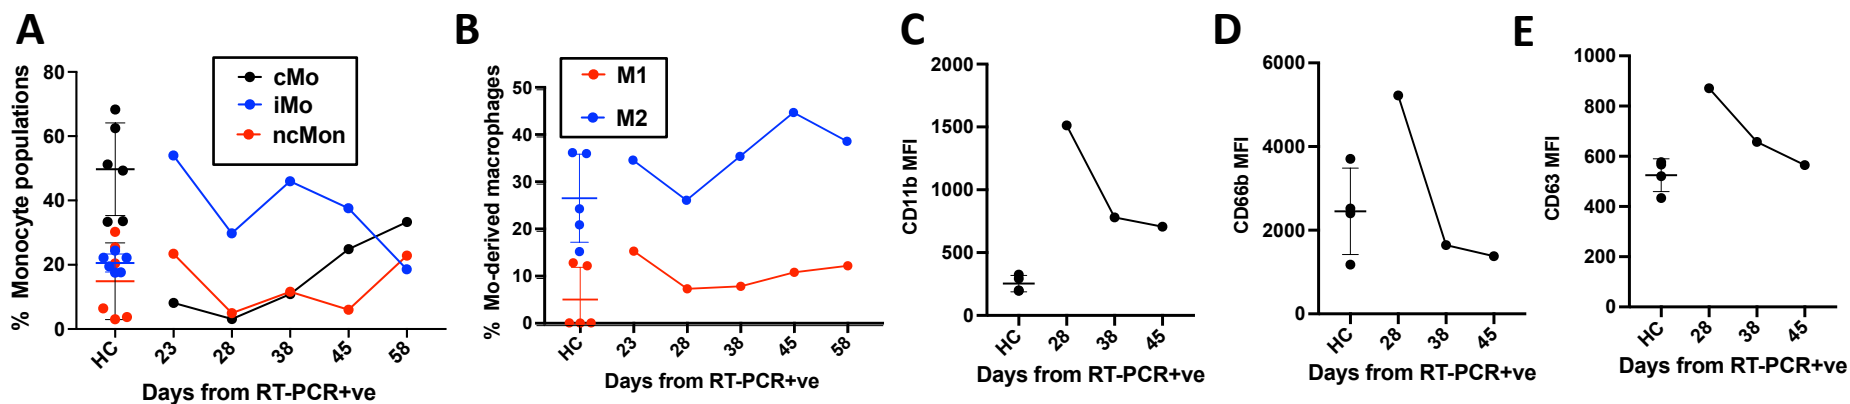 A
% Monocyte populations
80
60
40
20
0
cMo
iMo
ncMon
HC
23
28
38
45
58
Days from RT-PCR+ve
B
% Mo-derived macrophages
50
40
30
20
10
0
M1
M2
HC
23
28
38
45
58
Days from RT-PCR+ve
C
CD11b MFI
2000
1500
1000
500
0
HC
28
38
45
Days from RT-PCR+ve
D
CD66b MFI
6000
4000
2000
0
HC
28
38
45
Days from RT-PCR+ve
E
CD63 MFI
1000
800
600
400
200
0
HC
28
38
45
Days from RT-PCR+ve